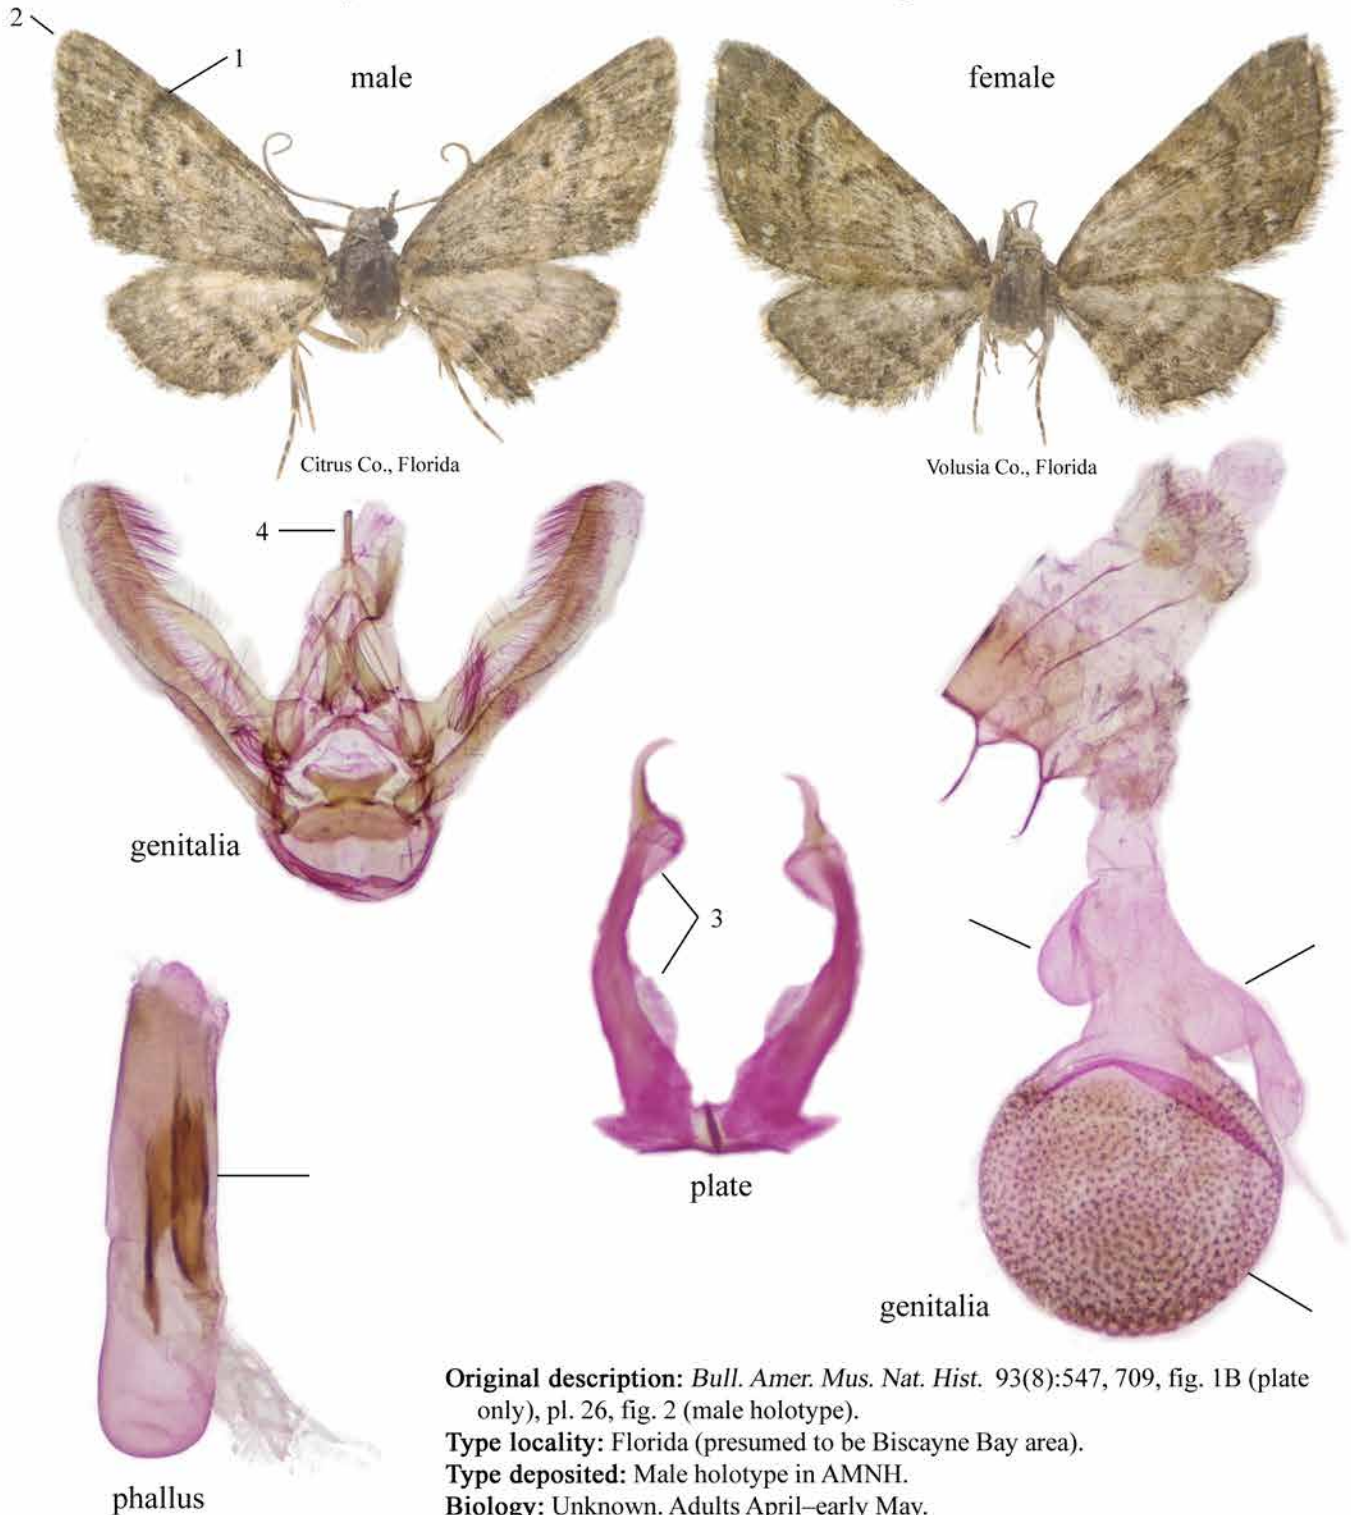 2
1
male
female
Citrus Co., Florida
Volusia Co., Florida
4
genitalia
3
plate
genitalia
phallus
Original description: Bull. Amer. Mus. Nat. Hist. 93(8):547, 709, fig. 1B (plate
only), pl. 26, fig. 2 (male holotype).
Type locality: Florida (presumed to be Biscayne Bay area).
Type deposited: Male holotype in AMNH.
Biology: Unknown. Adults April–early May.